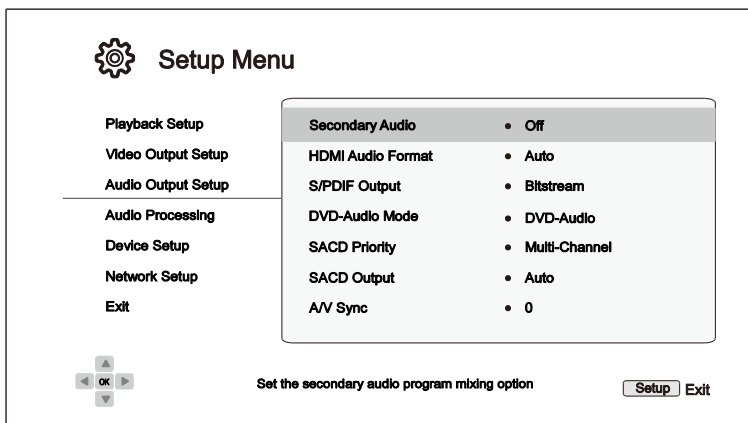 Setup Menu
Playback Setup
Video Output Setup
Audio Output Setup
Audio Processing
Device Setup
Network Setup
Exit
Secondary Audio • Off
HDMI Audio Format • Auto
S/PDIF Output • Bitstream
DVD-Audio Mode • DVD-Audio
SACD Priority • Multi-Channel
SACD Output • Auto
A/V Sync • 0
OK
Set the secondary audio program mixing option
Setup Exit